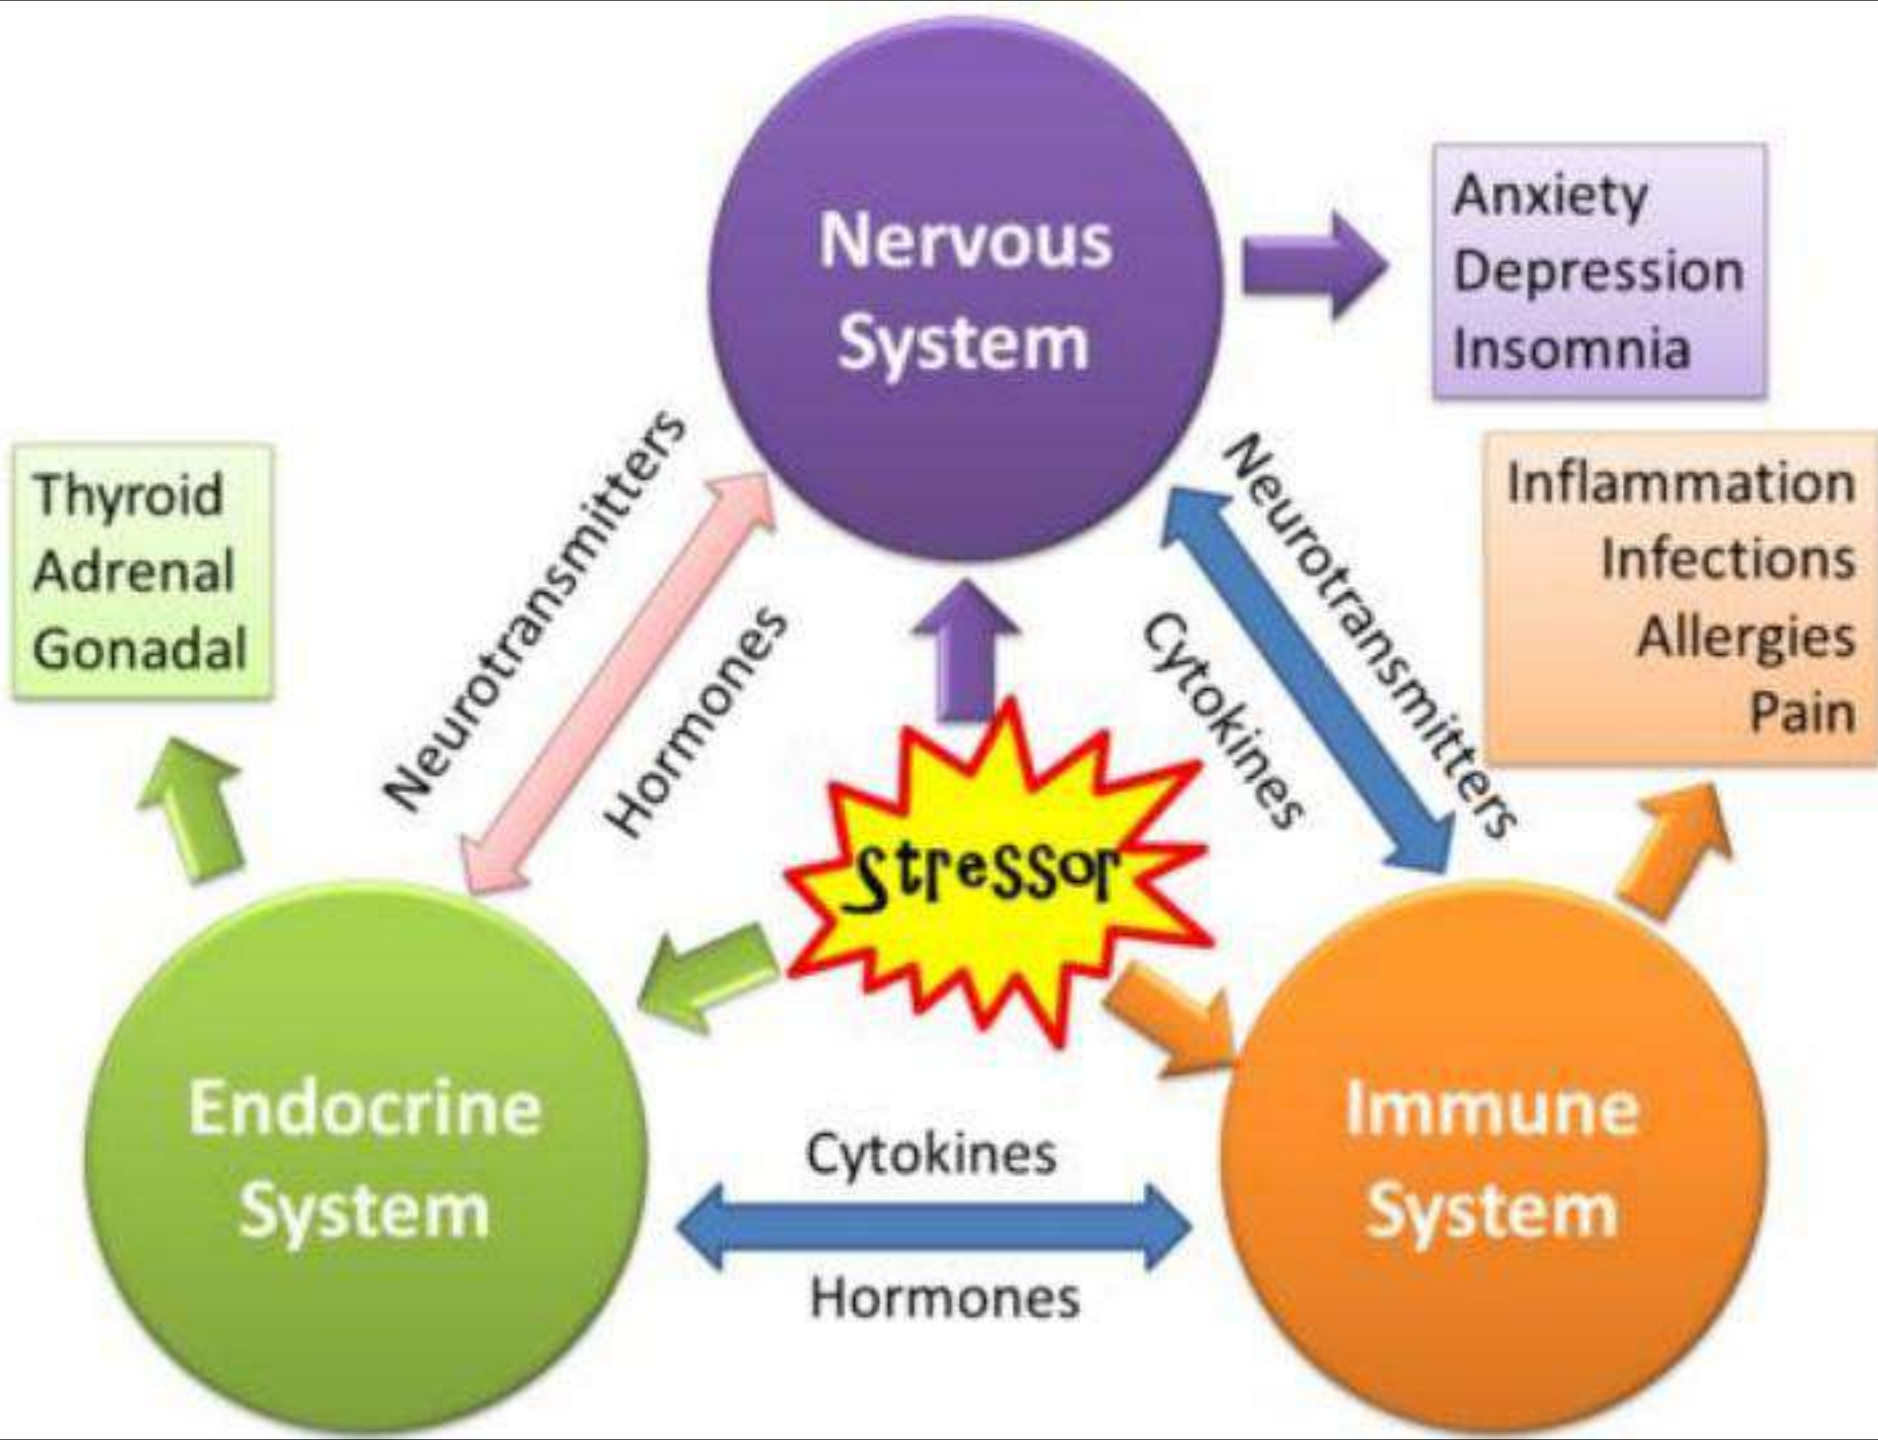 Nervous
System
Anxiety
Depression
Insomnia
Thyroid
Adrenal
Gonadal
Neurotransmitters
Hormones
Neurotransmitters
Cytokines
Inflammation
Infections
Allergies
Pain
stressor
Endocrine
System
Cytokines
Hormones
Immune
System